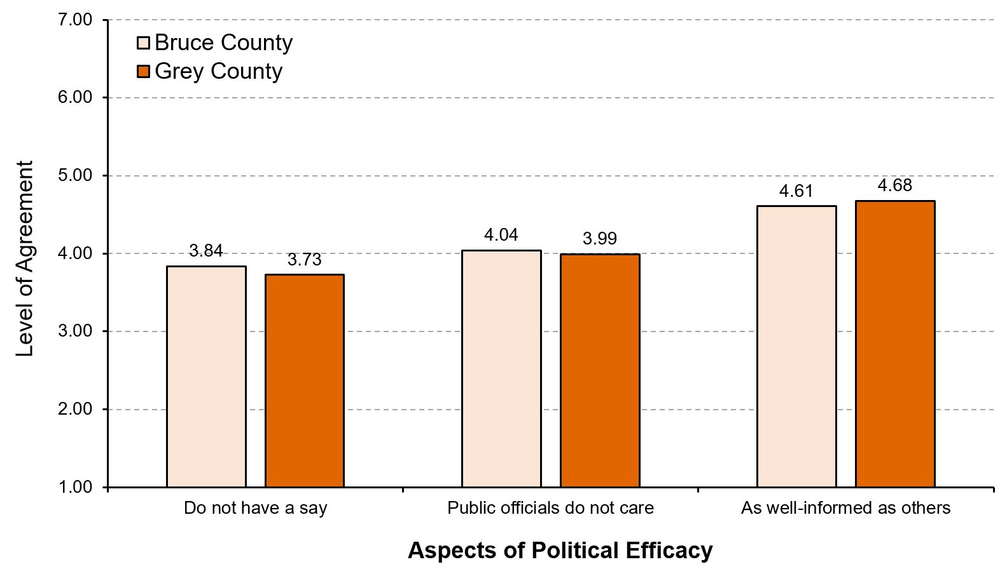 7.00
Bruce County
Grey County
6.00
5.00
4.68
4.61
4.04
3.99
4.00
3.84
3.73
3.00
2.00
1.00
Level of Agreement
Do not have a say
Public officials do not care
As well-informed as others
Aspects of Political Efficacy